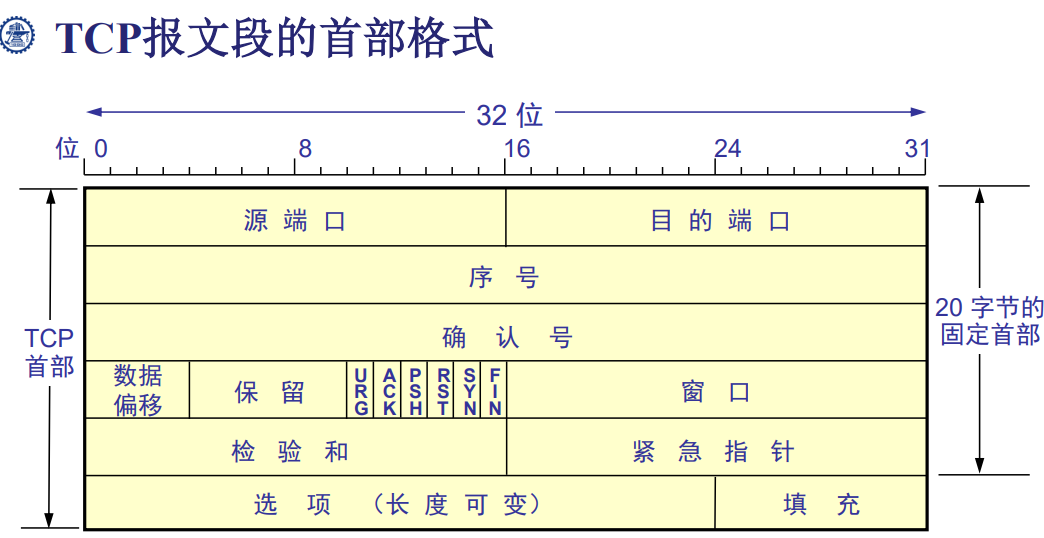 TCP报文段的首部格式
32 位
位 0 8 16 24 31
源 端 口 目 的 端 口
序 号
确 认 号
TCP
首部
20 字节的
固定首部
数据
偏移
保 留
URG
ACK
PSH
RST
SYN
FIN
窗 口
检 验 和 紧 急 指 针
选 项 （长 度 可 变） 填 充